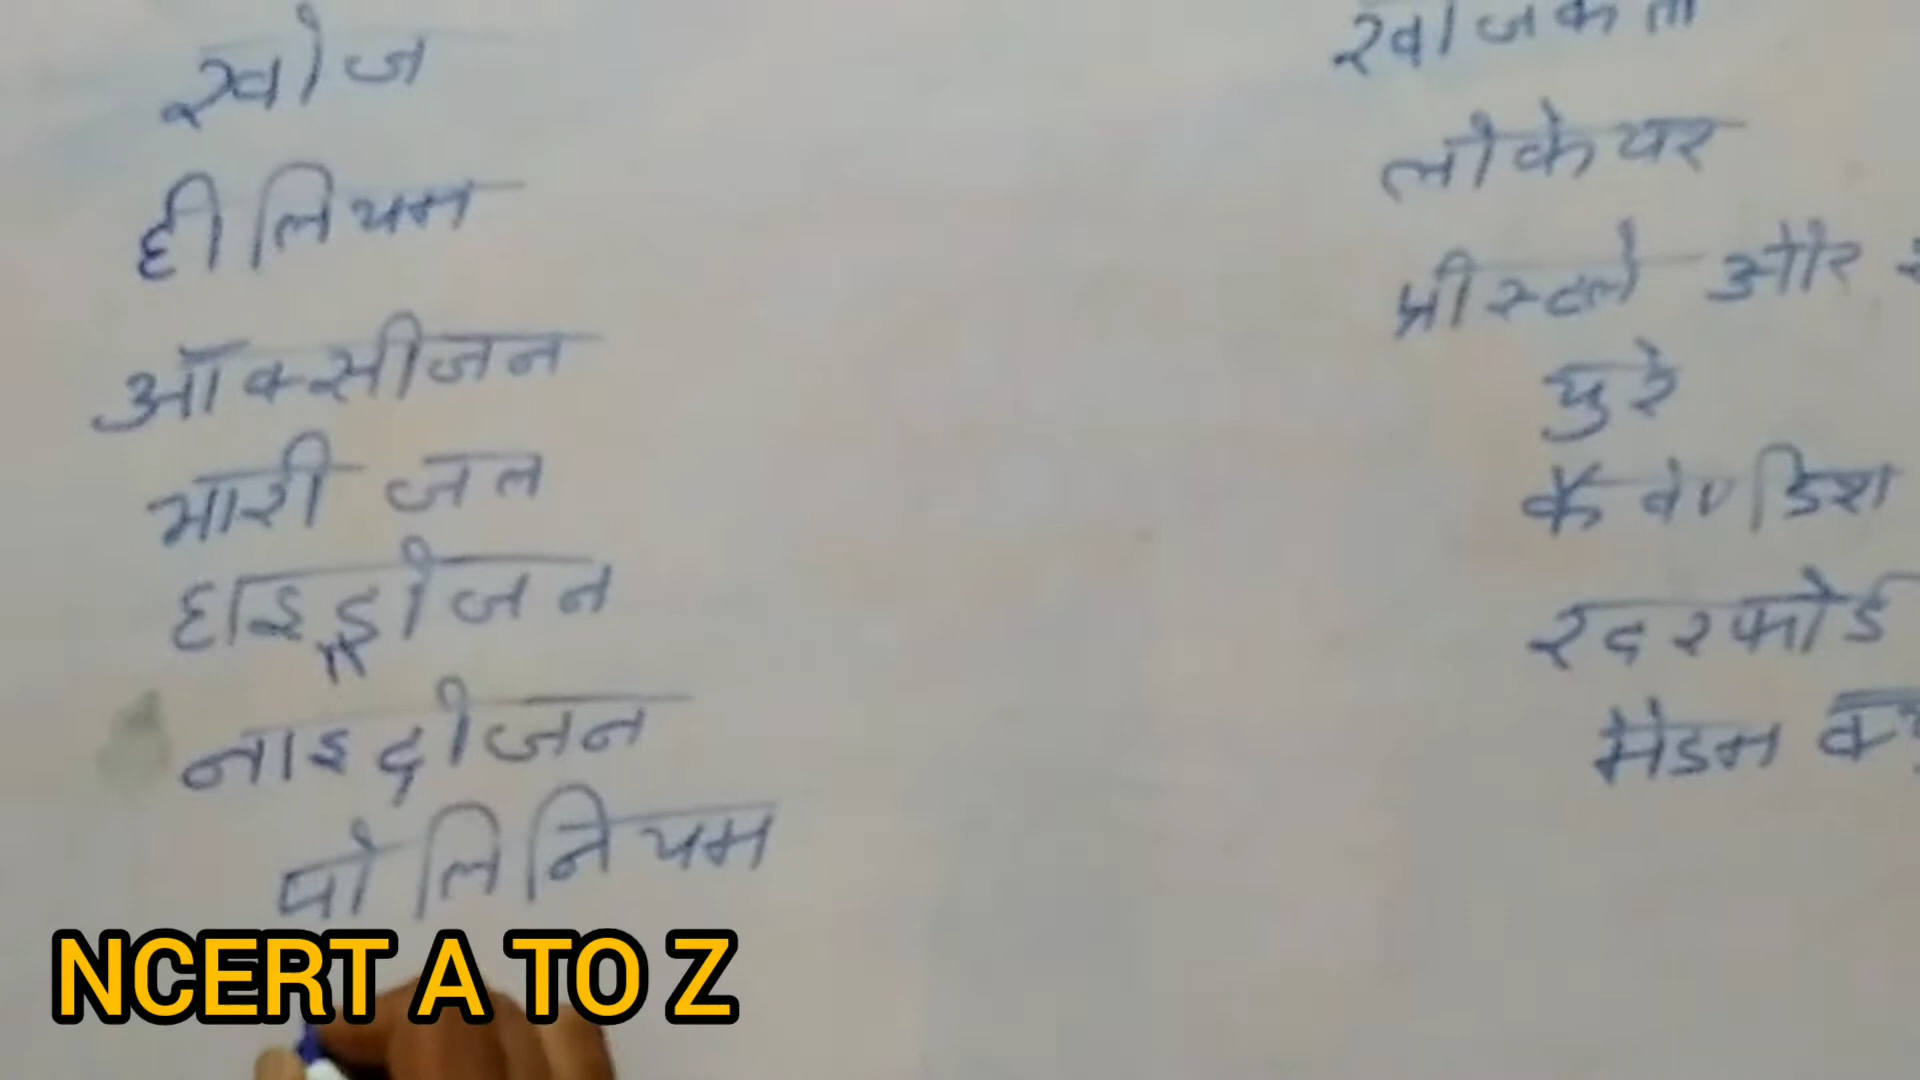 खोज खोजकर्ता
हीलियम लोकेयर
ऑक्सीजन प्रीस्टले और
भारी जल युरे
हाइड्रोजन कैवेण्डिश
नाइट्रोजन रदरफोर्ड
पोलिनियम मैडम
NCERT A TO Z